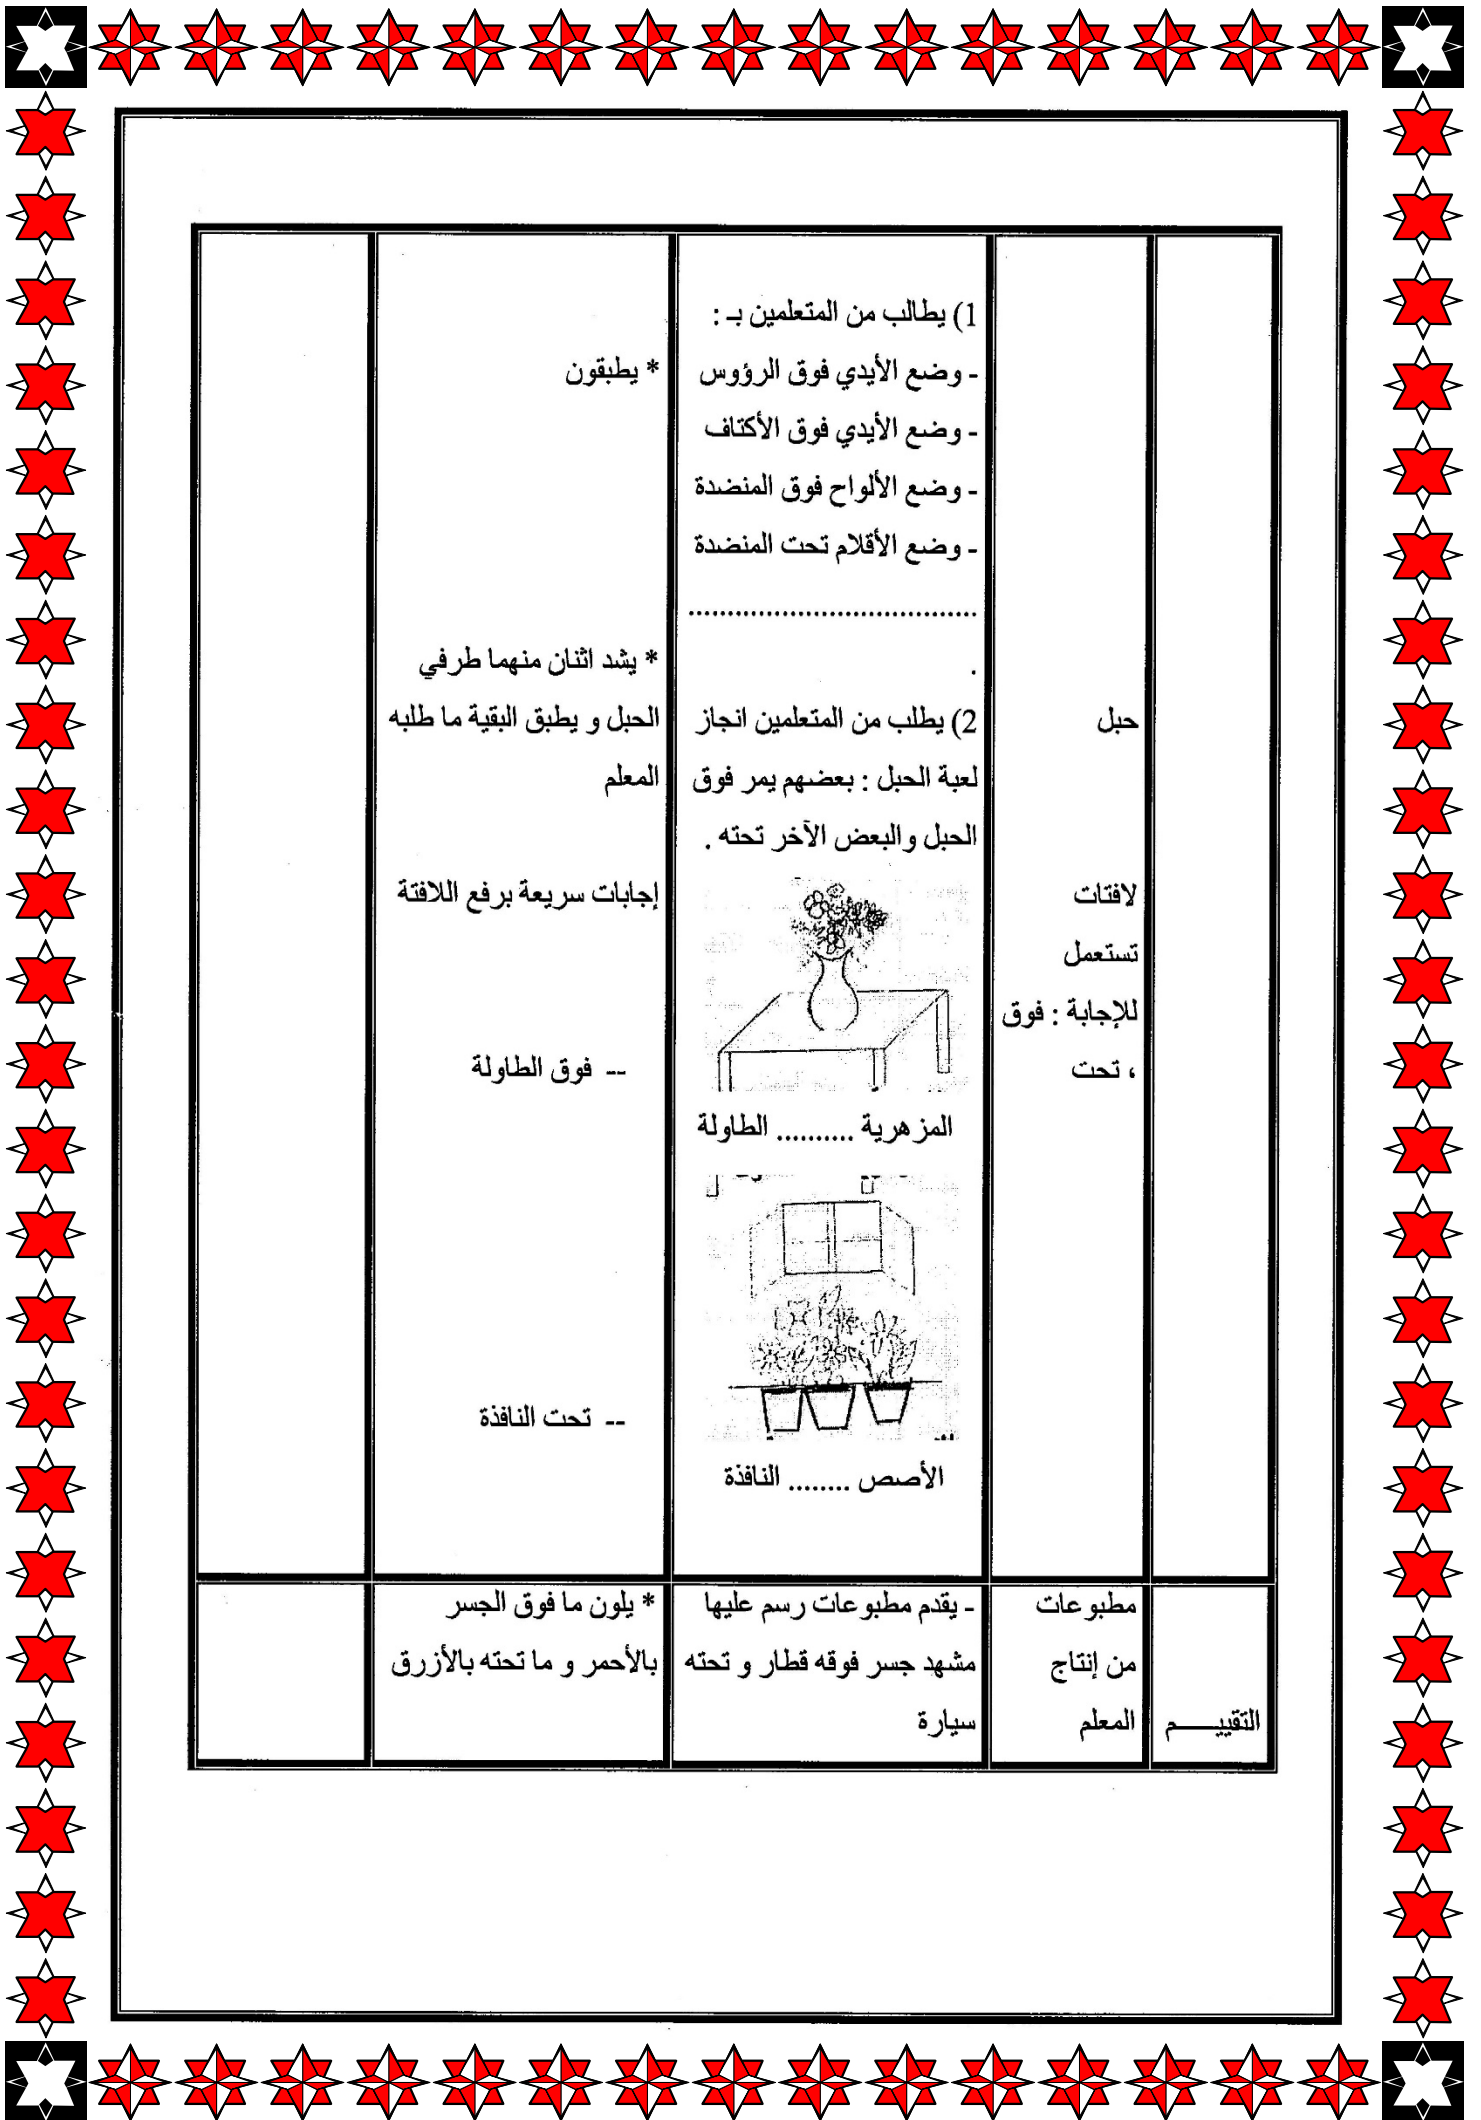 1) يطالب من المتعلمين بـ :
- وضع الأيدي فوق الرؤوس
- وضع الأيدي فوق الأكتاف
- وضع الألواح فوق المنضدة
- وضع الأقلام تحت المنضدة
.....................................
.
حبل
2) يطلب من المتعلمين انجاز
لعبة الحبل : بعضهم يمر فوق
الحبل والبعض الآخر تحته .
لافتات
تستعمل
للإجابة : فوق
، تحت
المزهرية .......... الطاولة
الأصص ........ النافذة
* يطبقون
* يشد اثنان منهما طرفي
الحبل و يطبق البقية ما طلبه
المعلم
إجابات سريعة برفع اللافتة
-- فوق الطاولة
-- تحت النافذة
التقييـــــم
مطبوعات
من إنتاج
المعلم
- يقدم مطبوعات رسم عليها
مشهد جسر فوقه قطار و تحته
سيارة
* يلون ما فوق الجسر
بالأحمر و ما تحته بالأزرق